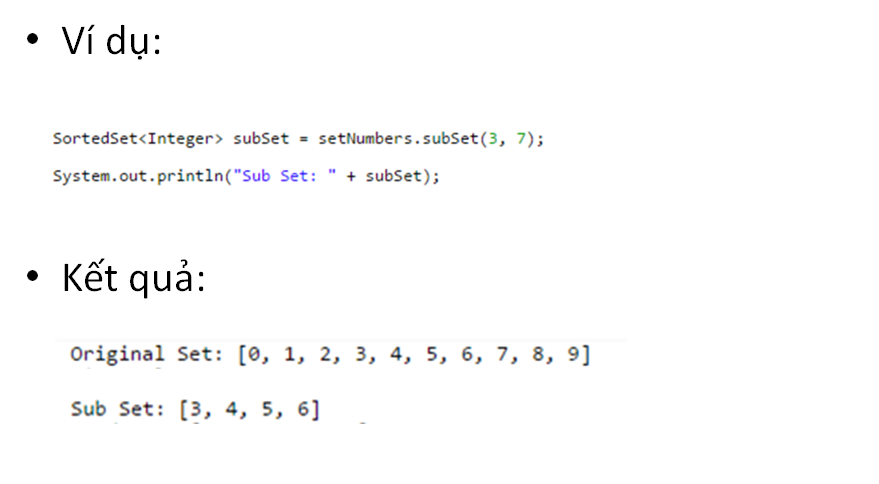 • Ví dụ:
SortedSet<Integer> subSet = setNumbers.subSet(3, 7);
System.out.println("Sub Set: " + subSet);
• Kết quả:
Original Set: [0, 1, 2, 3, 4, 5, 6, 7, 8, 9]
Sub Set: [3, 4, 5, 6]